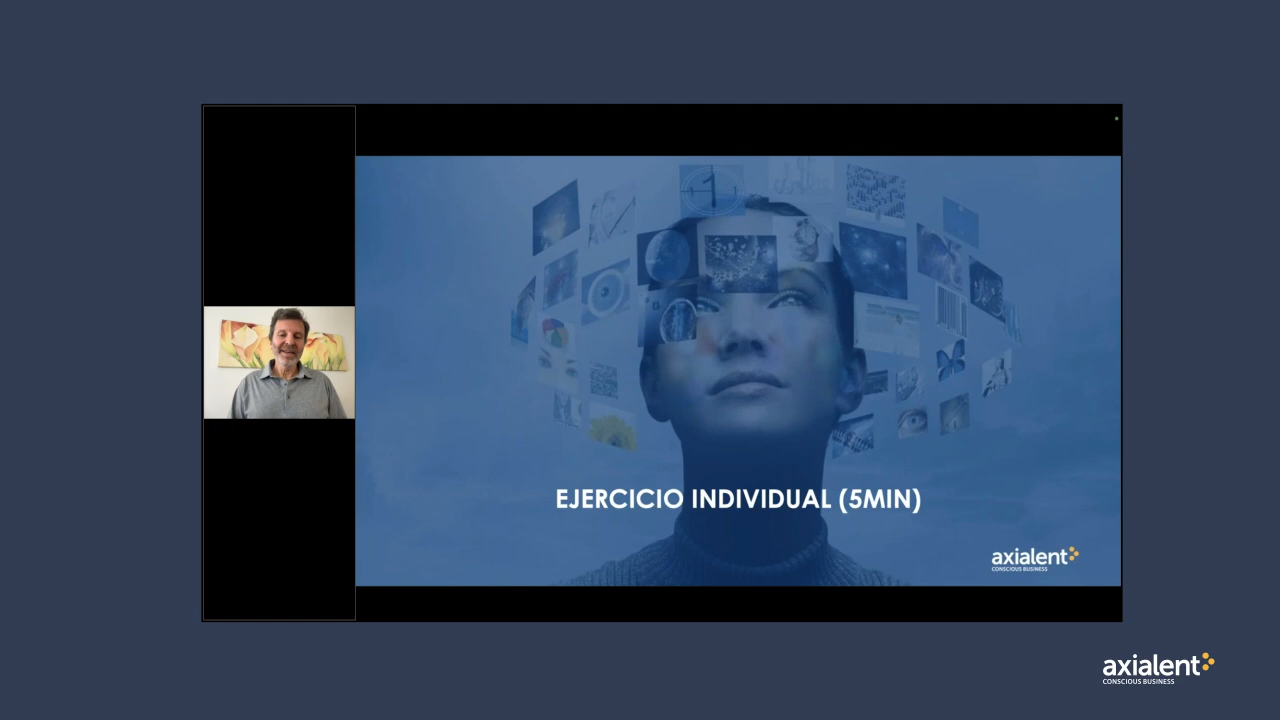 EJERCICIO INDIVIDUAL (5MIN)
axialent
CONSCIOUS BUSINESS
axialent
CONSCIOUS BUSINESS